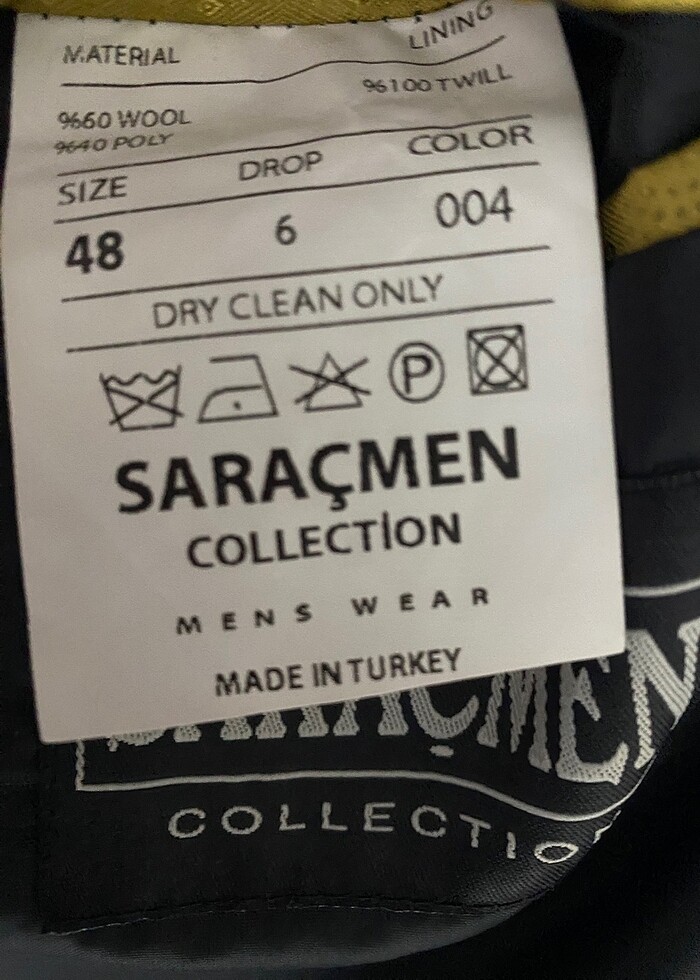 MATERIAL LINING
%60 WOOL %100 TWILL
%40 POLY
SIZE DROP COLOR
48 6 004
DRY CLEAN ONLY
P
SARAÇMEN
COLLECTİON
MENS WEAR
MADE IN TURKEY
SARAÇMEN
COLLECTIO